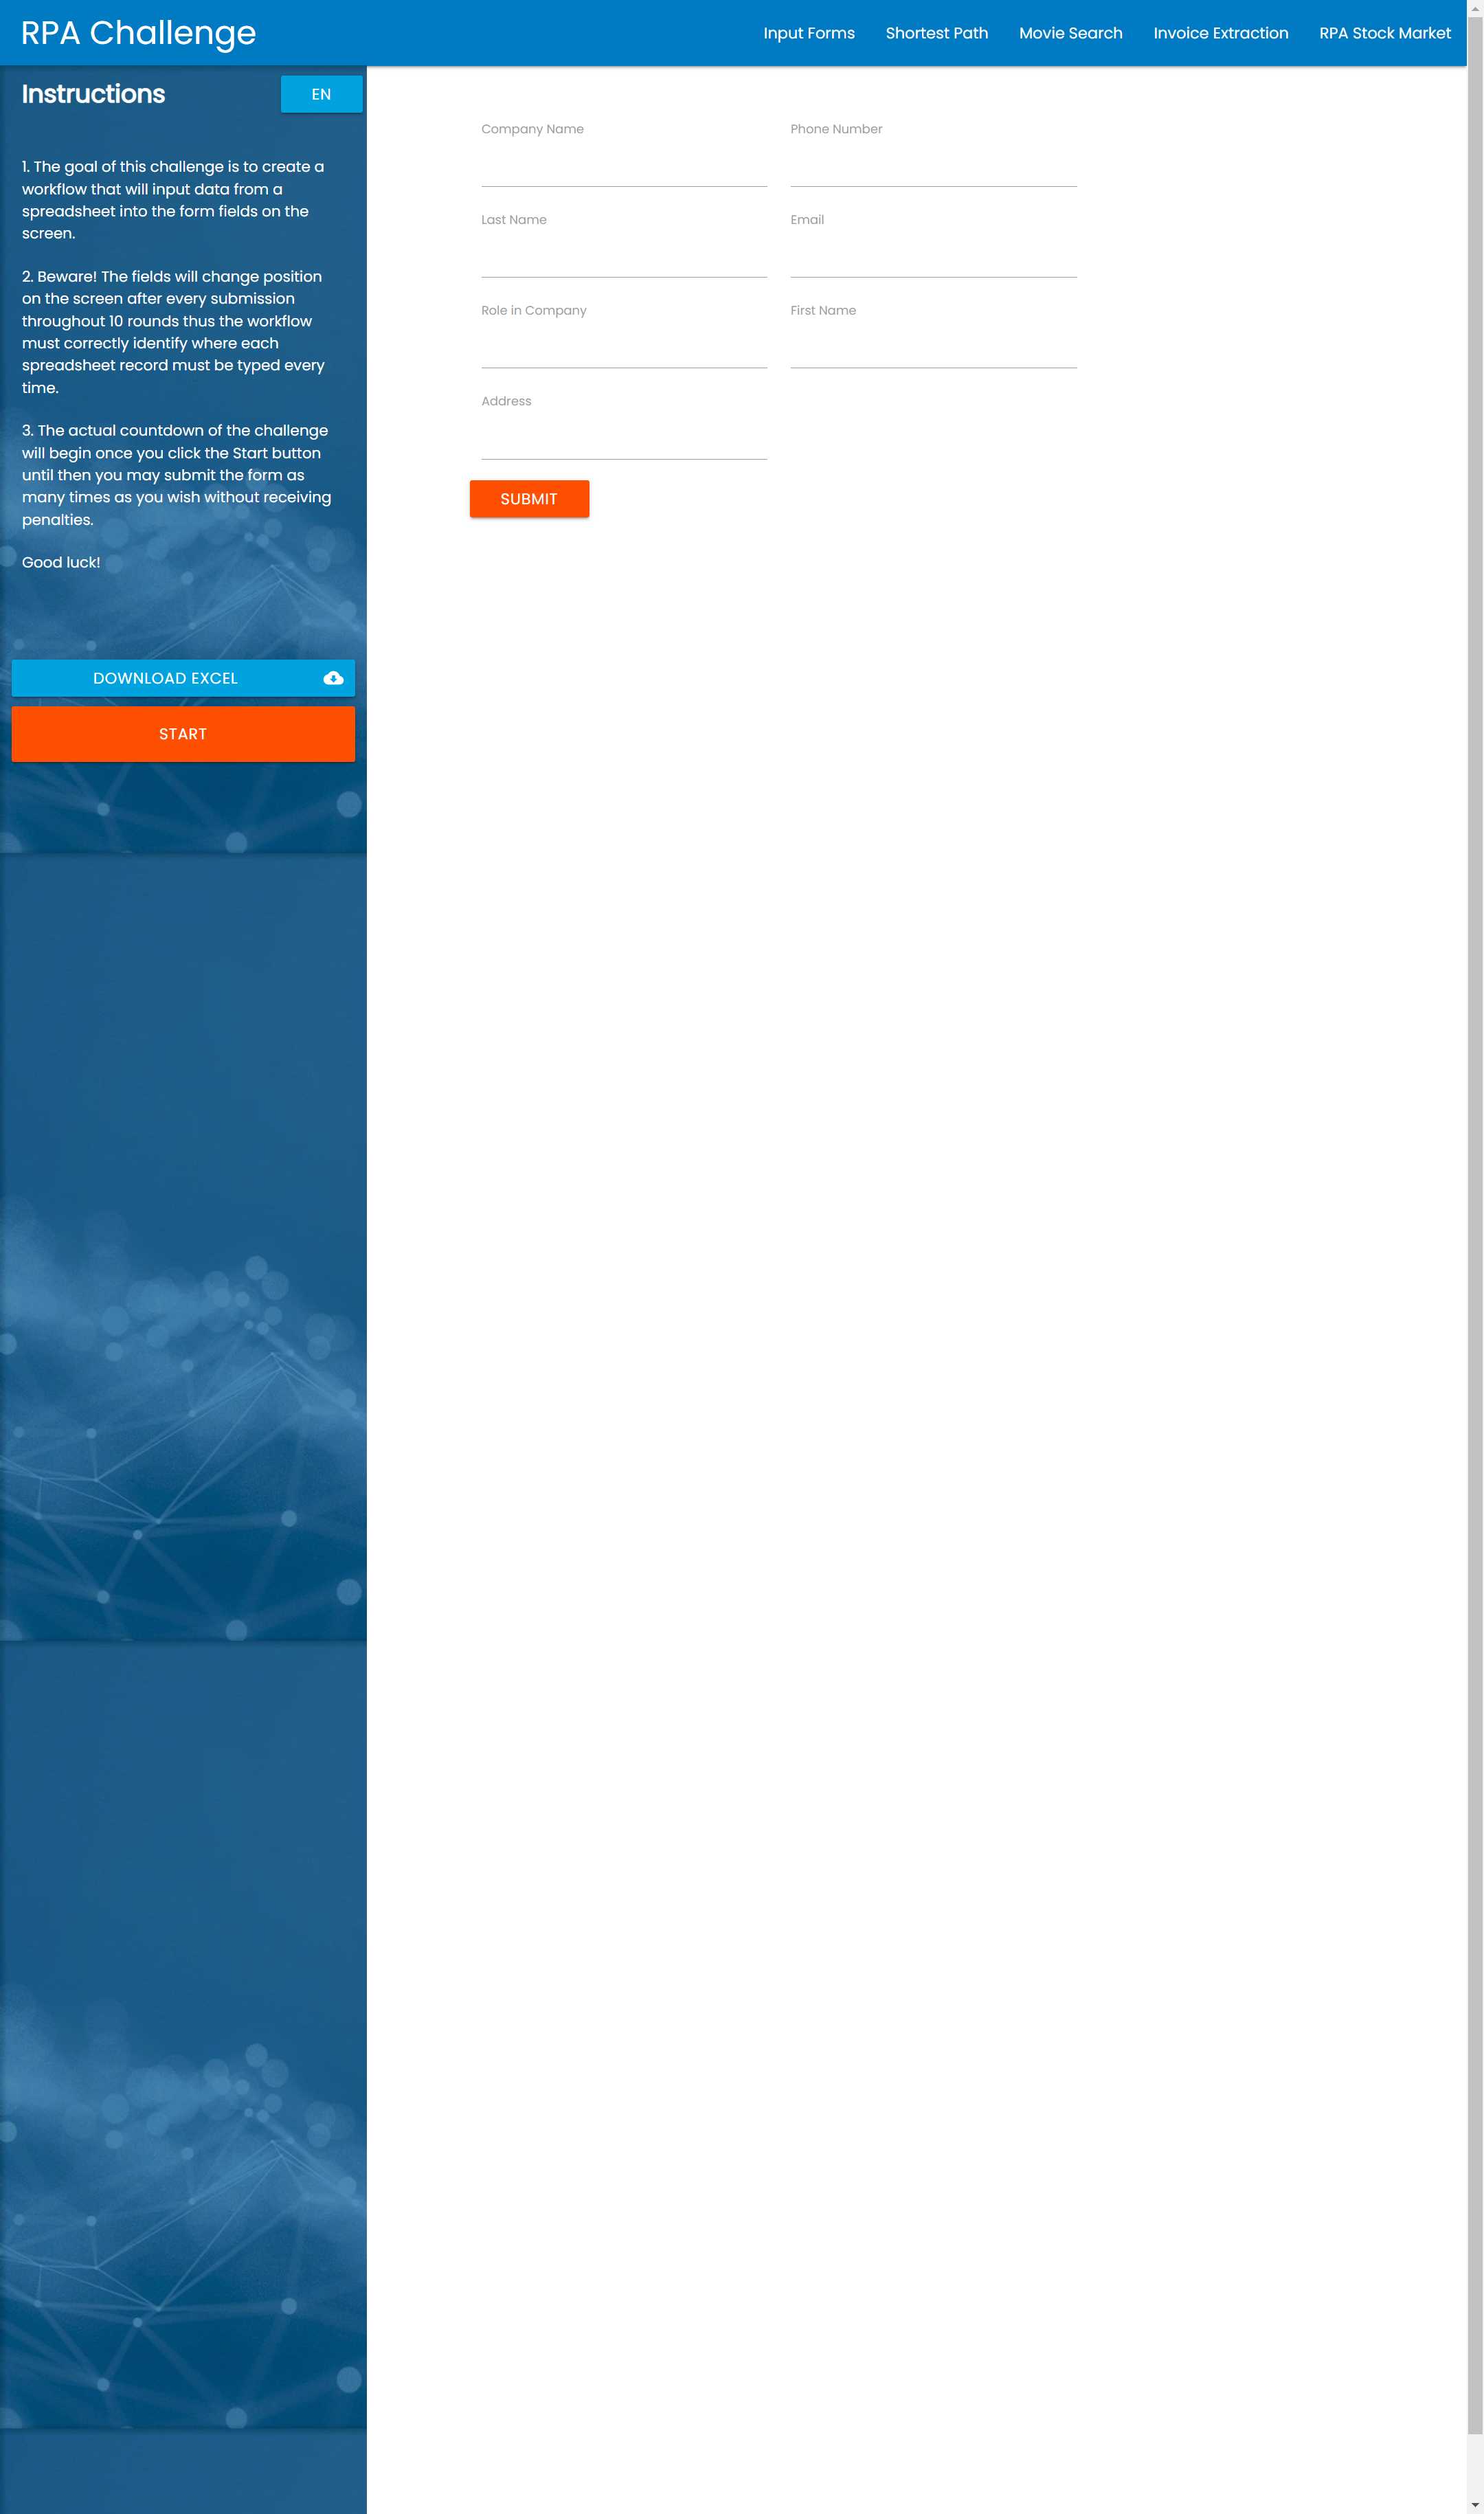 RPA Challenge
Input Forms
Shortest Path
Movie Search
Invoice Extraction
RPA Stock Market
Instructions
EN
1. The goal of this challenge is to create a
workflow that will input data from a
spreadsheet into the form fields on the
screen.
2. Beware! The fields will change position
on the screen after every submission
throughout 10 rounds thus the workflow
must correctly identify where each
spreadsheet record must be typed every
time.
3. The actual countdown of the challenge
will begin once you click the Start button
until then you may submit the form as
many times as you wish without receiving
penalties.
Good luck!
DOWNLOAD EXCEL
START
Company Name
Phone Number
Last Name
Email
Role in Company
First Name
Address
SUBMIT